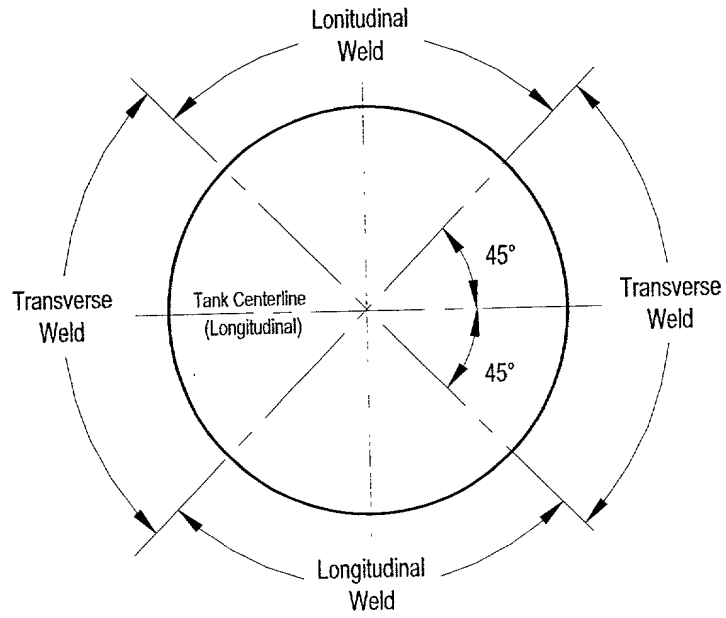 Lonitudinal
Weld
45°
Transverse
Weld
Tank Centerline
(Longitudinal)
Transverse
Weld
45°
Longitudinal
Weld